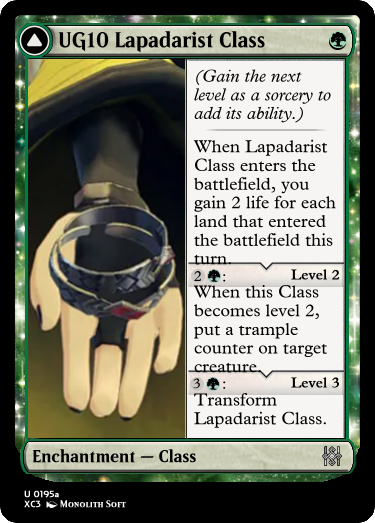 UG10 Lapadarist Class
(Gain the next
level as a sorcery to
add its ability.)
When Lapadarist
Class enters the
battlefield, you
gain 2 life for each
land that entered
the battlefield this
turn.
2 : Level 2
When this Class
becomes level 2,
put a trample
counter on target
creature.
3 : Level 3
Transform
Lapadarist Class.
Enchantment — Class
U 0195a
XC3 Monolith Soft